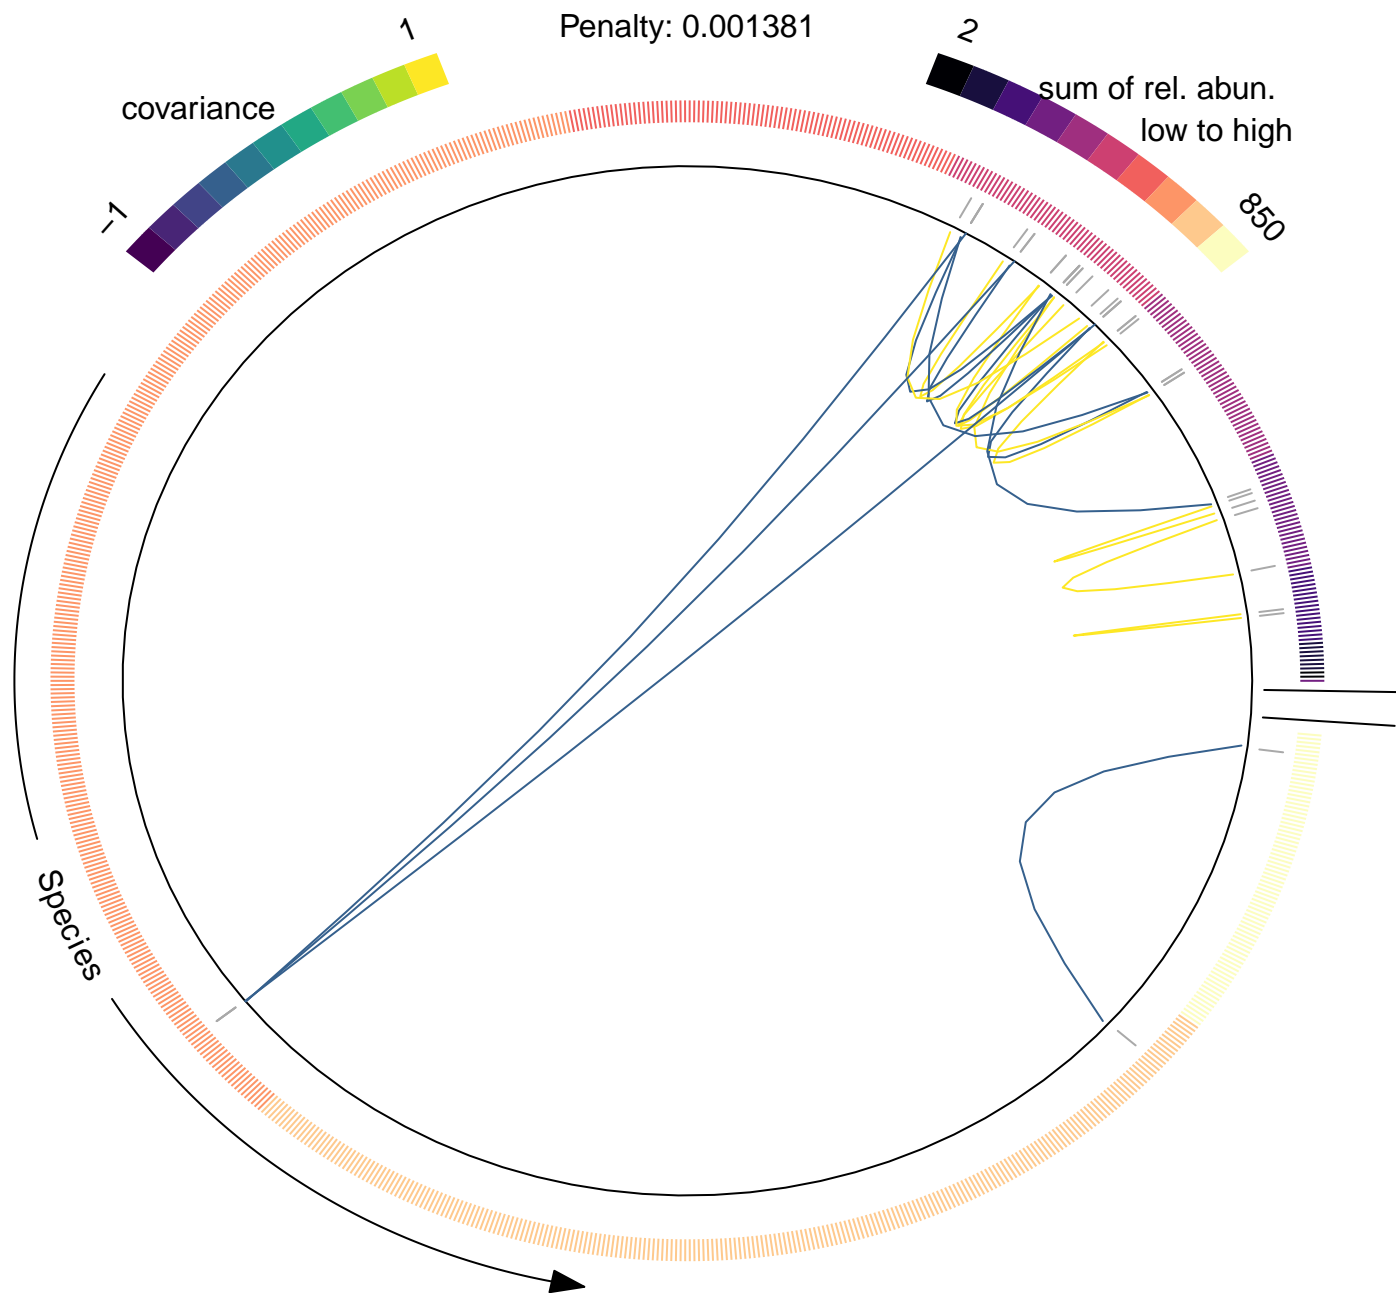 Penalty: 0.001381
1
2
covariance
sum of rel. abun.
low to high
−1
850
Species